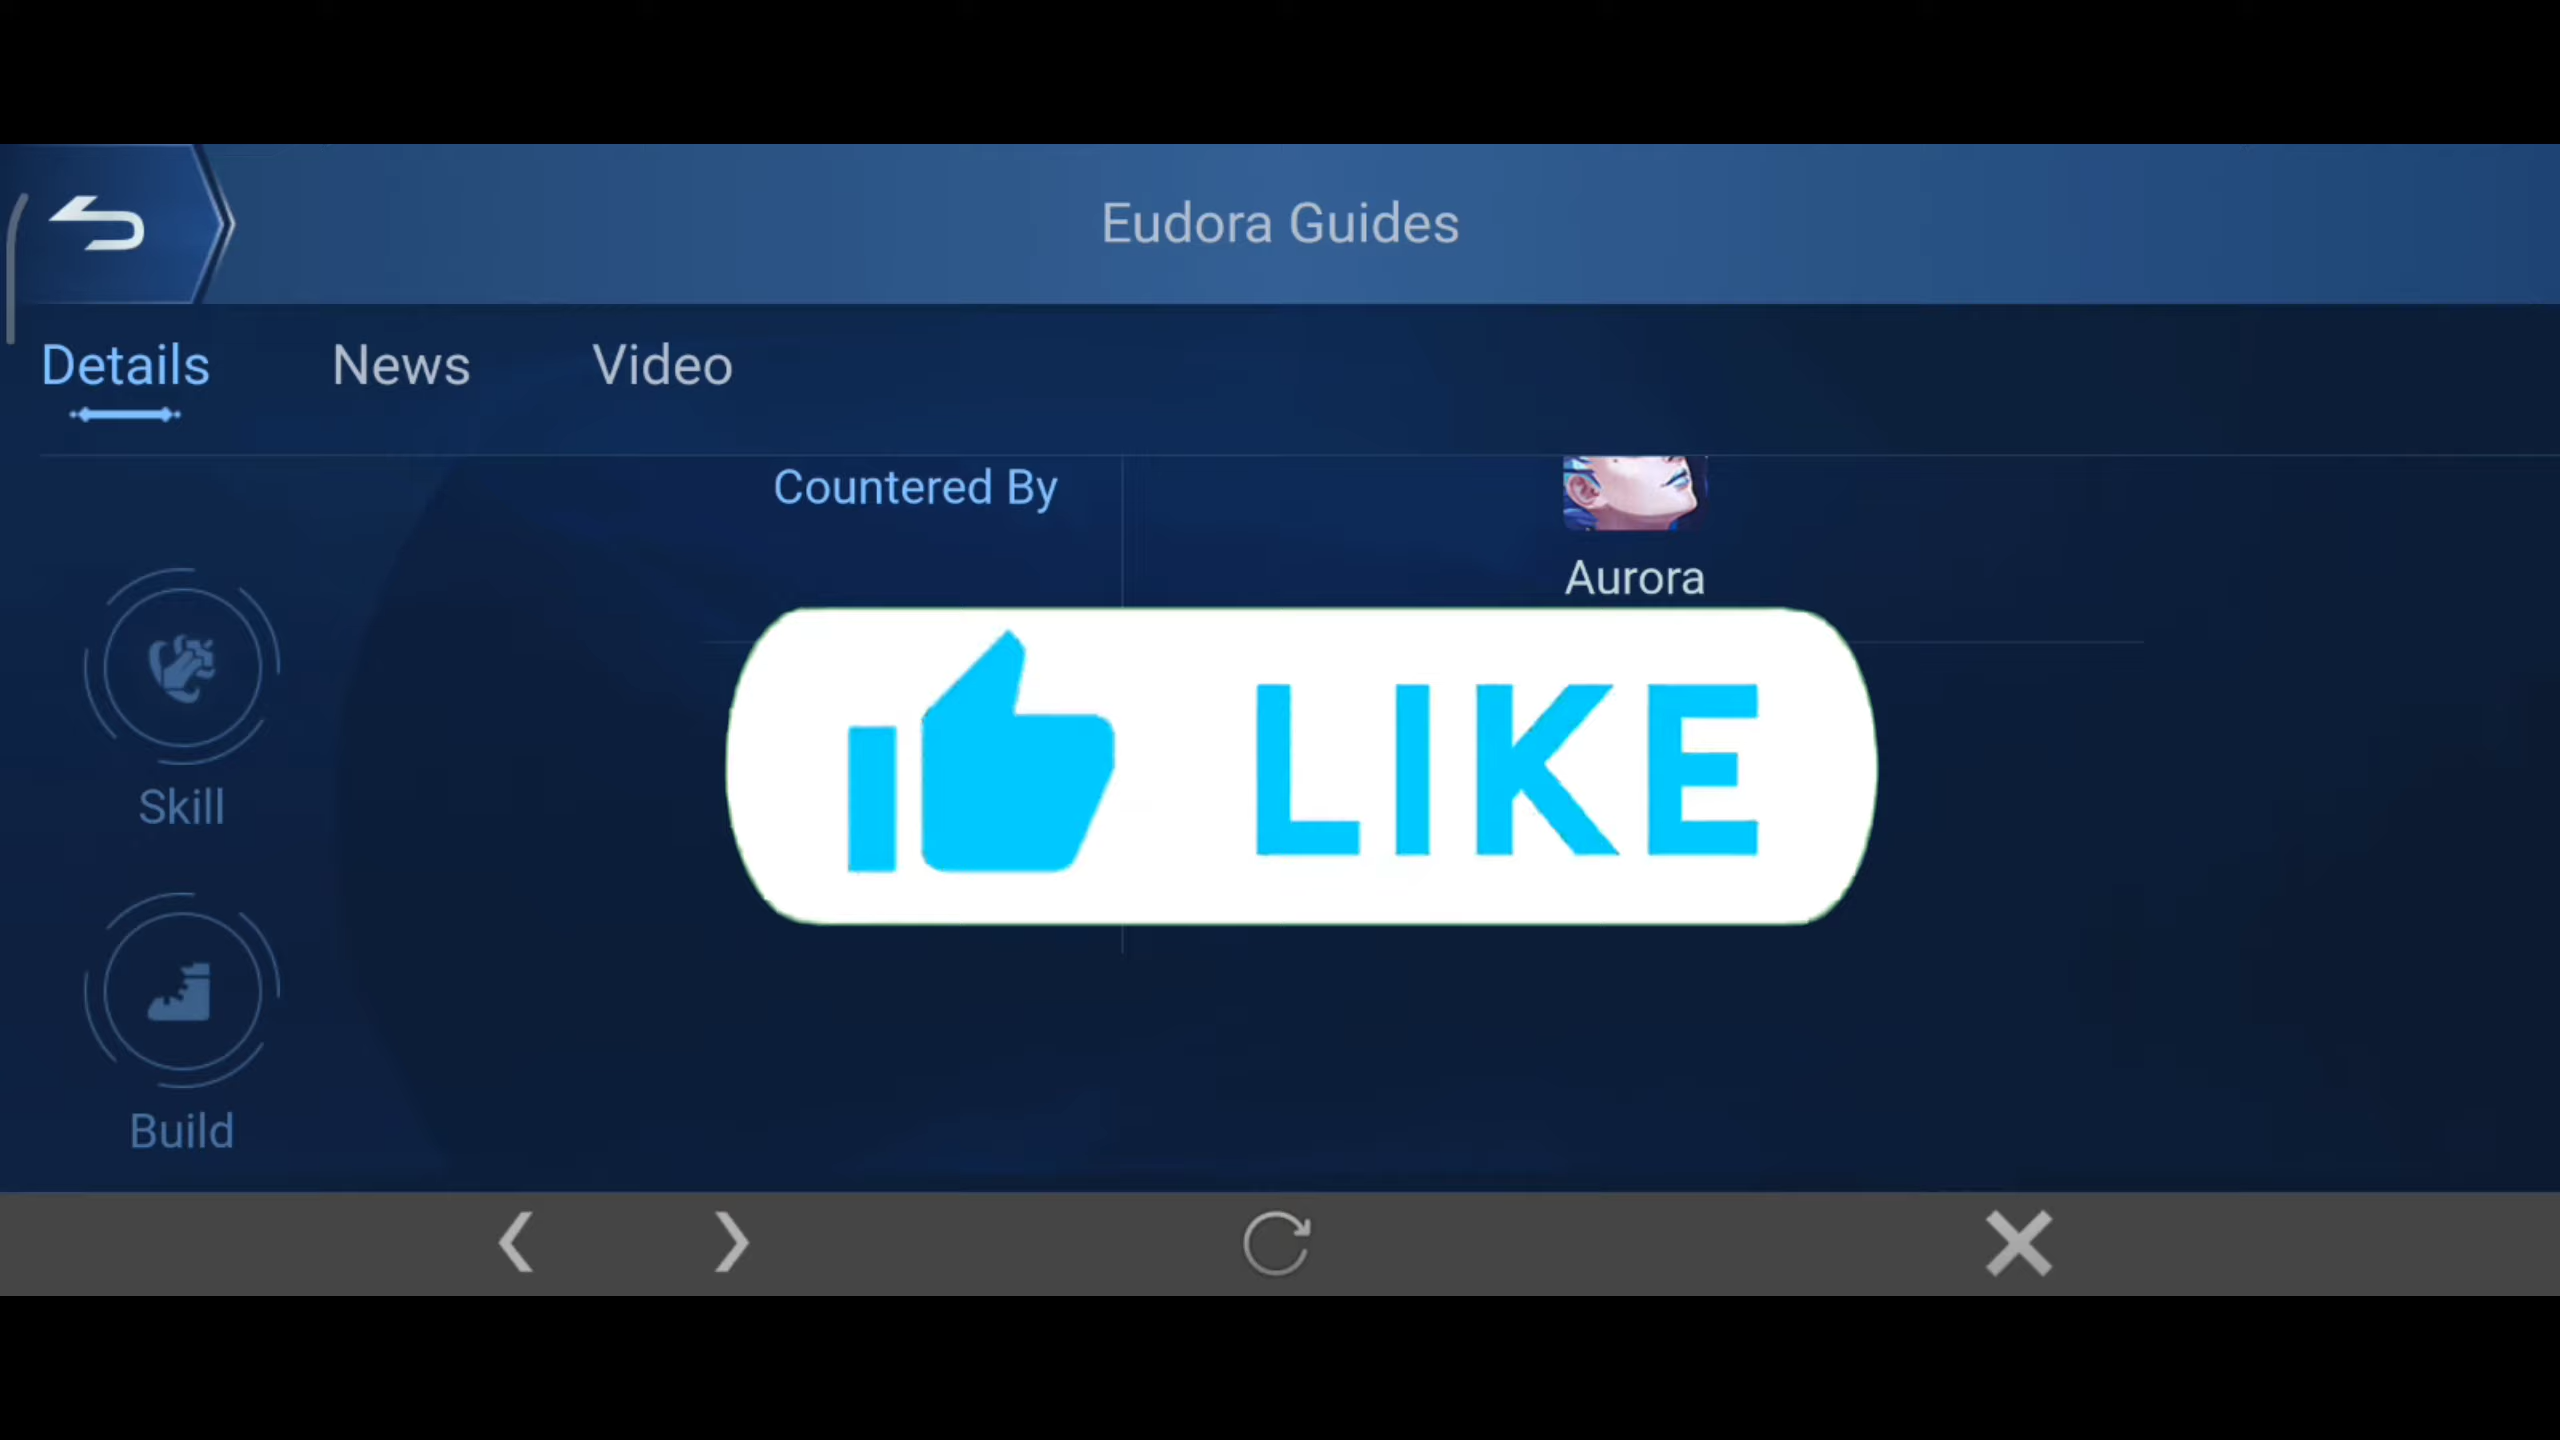 Eudora Guides
Details
News
Video
Countered By
Aurora
LIKE
Skill
Build